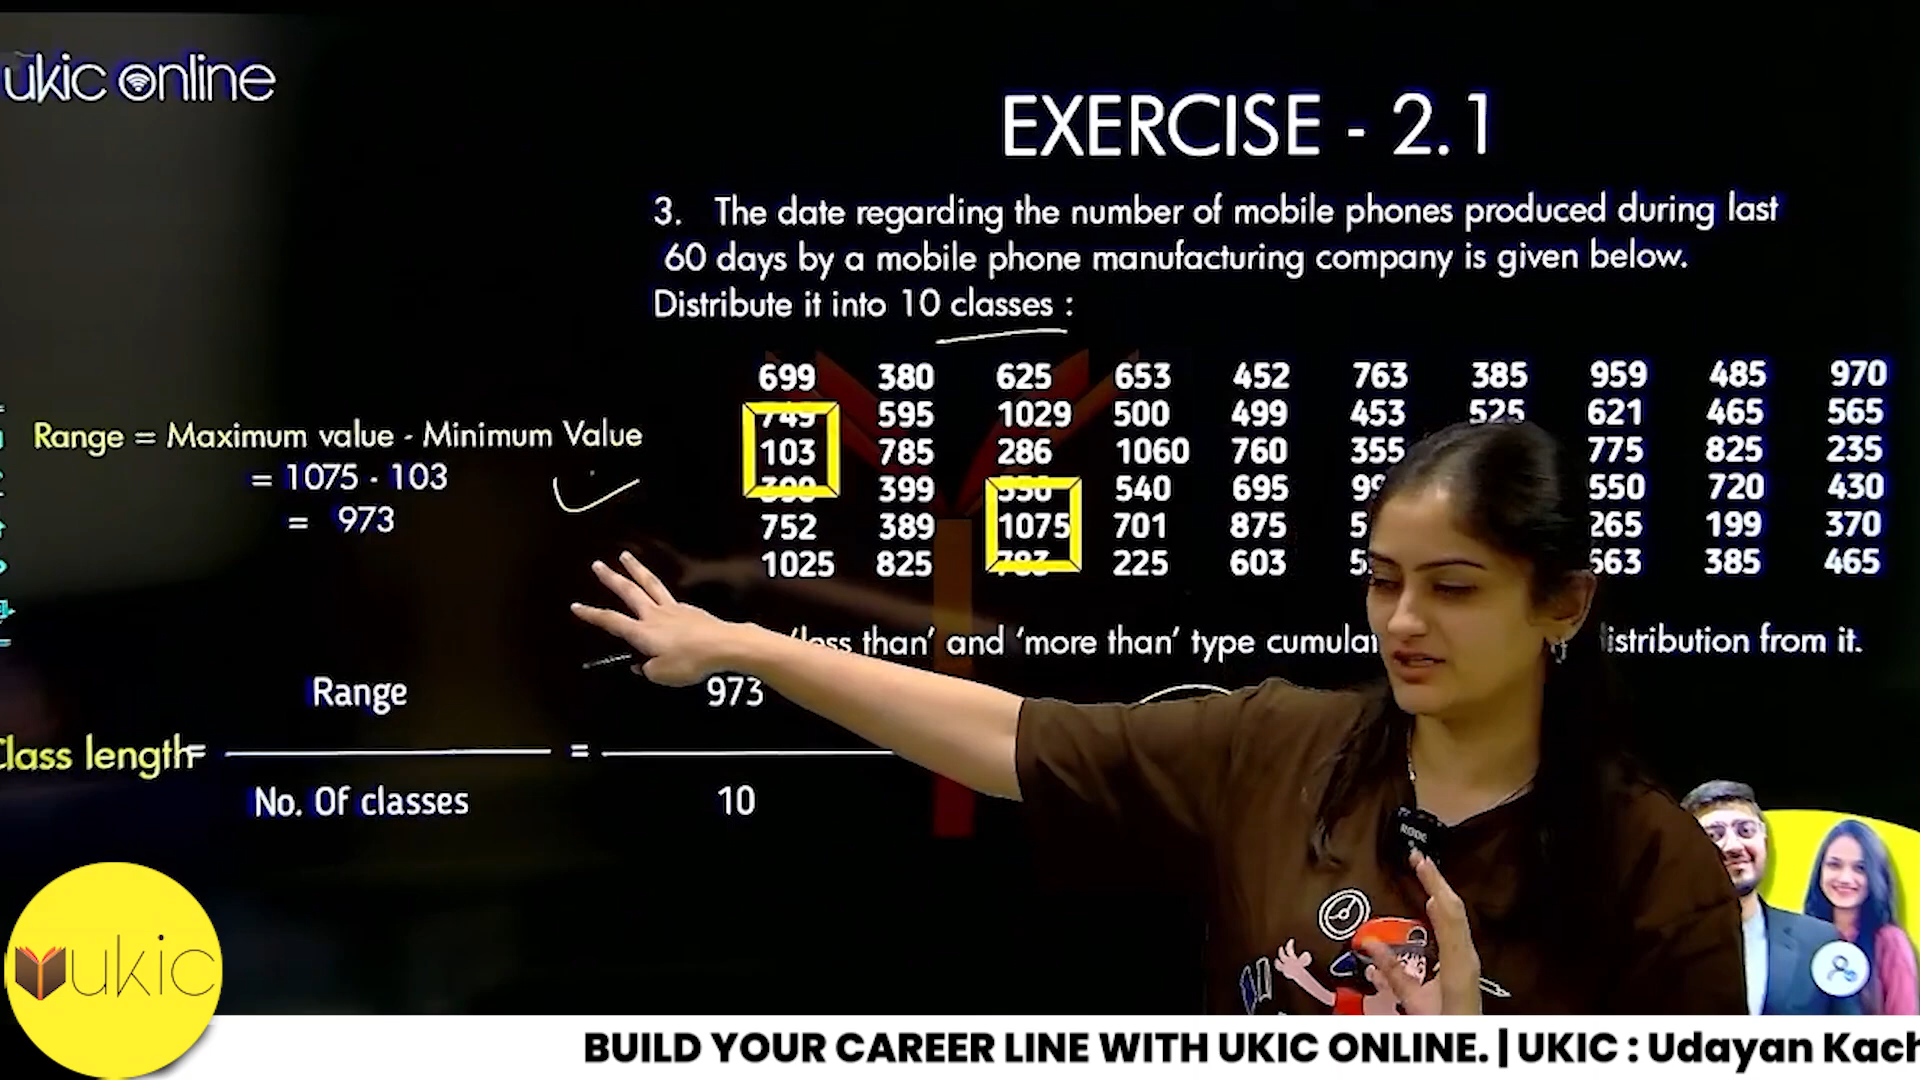 ukic online
EXERCISE - 2.1
3. The date regarding the number of mobile phones produced during last
60 days by a mobile phone manufacturing company is given below.
Distribute it into 10 classes :
699 380 625 653 452 763 385 959 485 970
749 595 1029 500 499 453 525 621 465 565
103 785 286 1060 760 355 775 825 235
399 540 695 550 720 430
752 389 1075 701 875 265 199 370
1025 825 783 225 603 385 465
'less than' and 'more than' type
from it.
Range = Maximum value - Minimum Value
= 1075 - 103
= 973
Class length = Range = 973
No. Of classes 10
RODE
ukic
BUILD YOUR CAREER LINE WITH UKIC ONLINE. | UKIC : Udayan